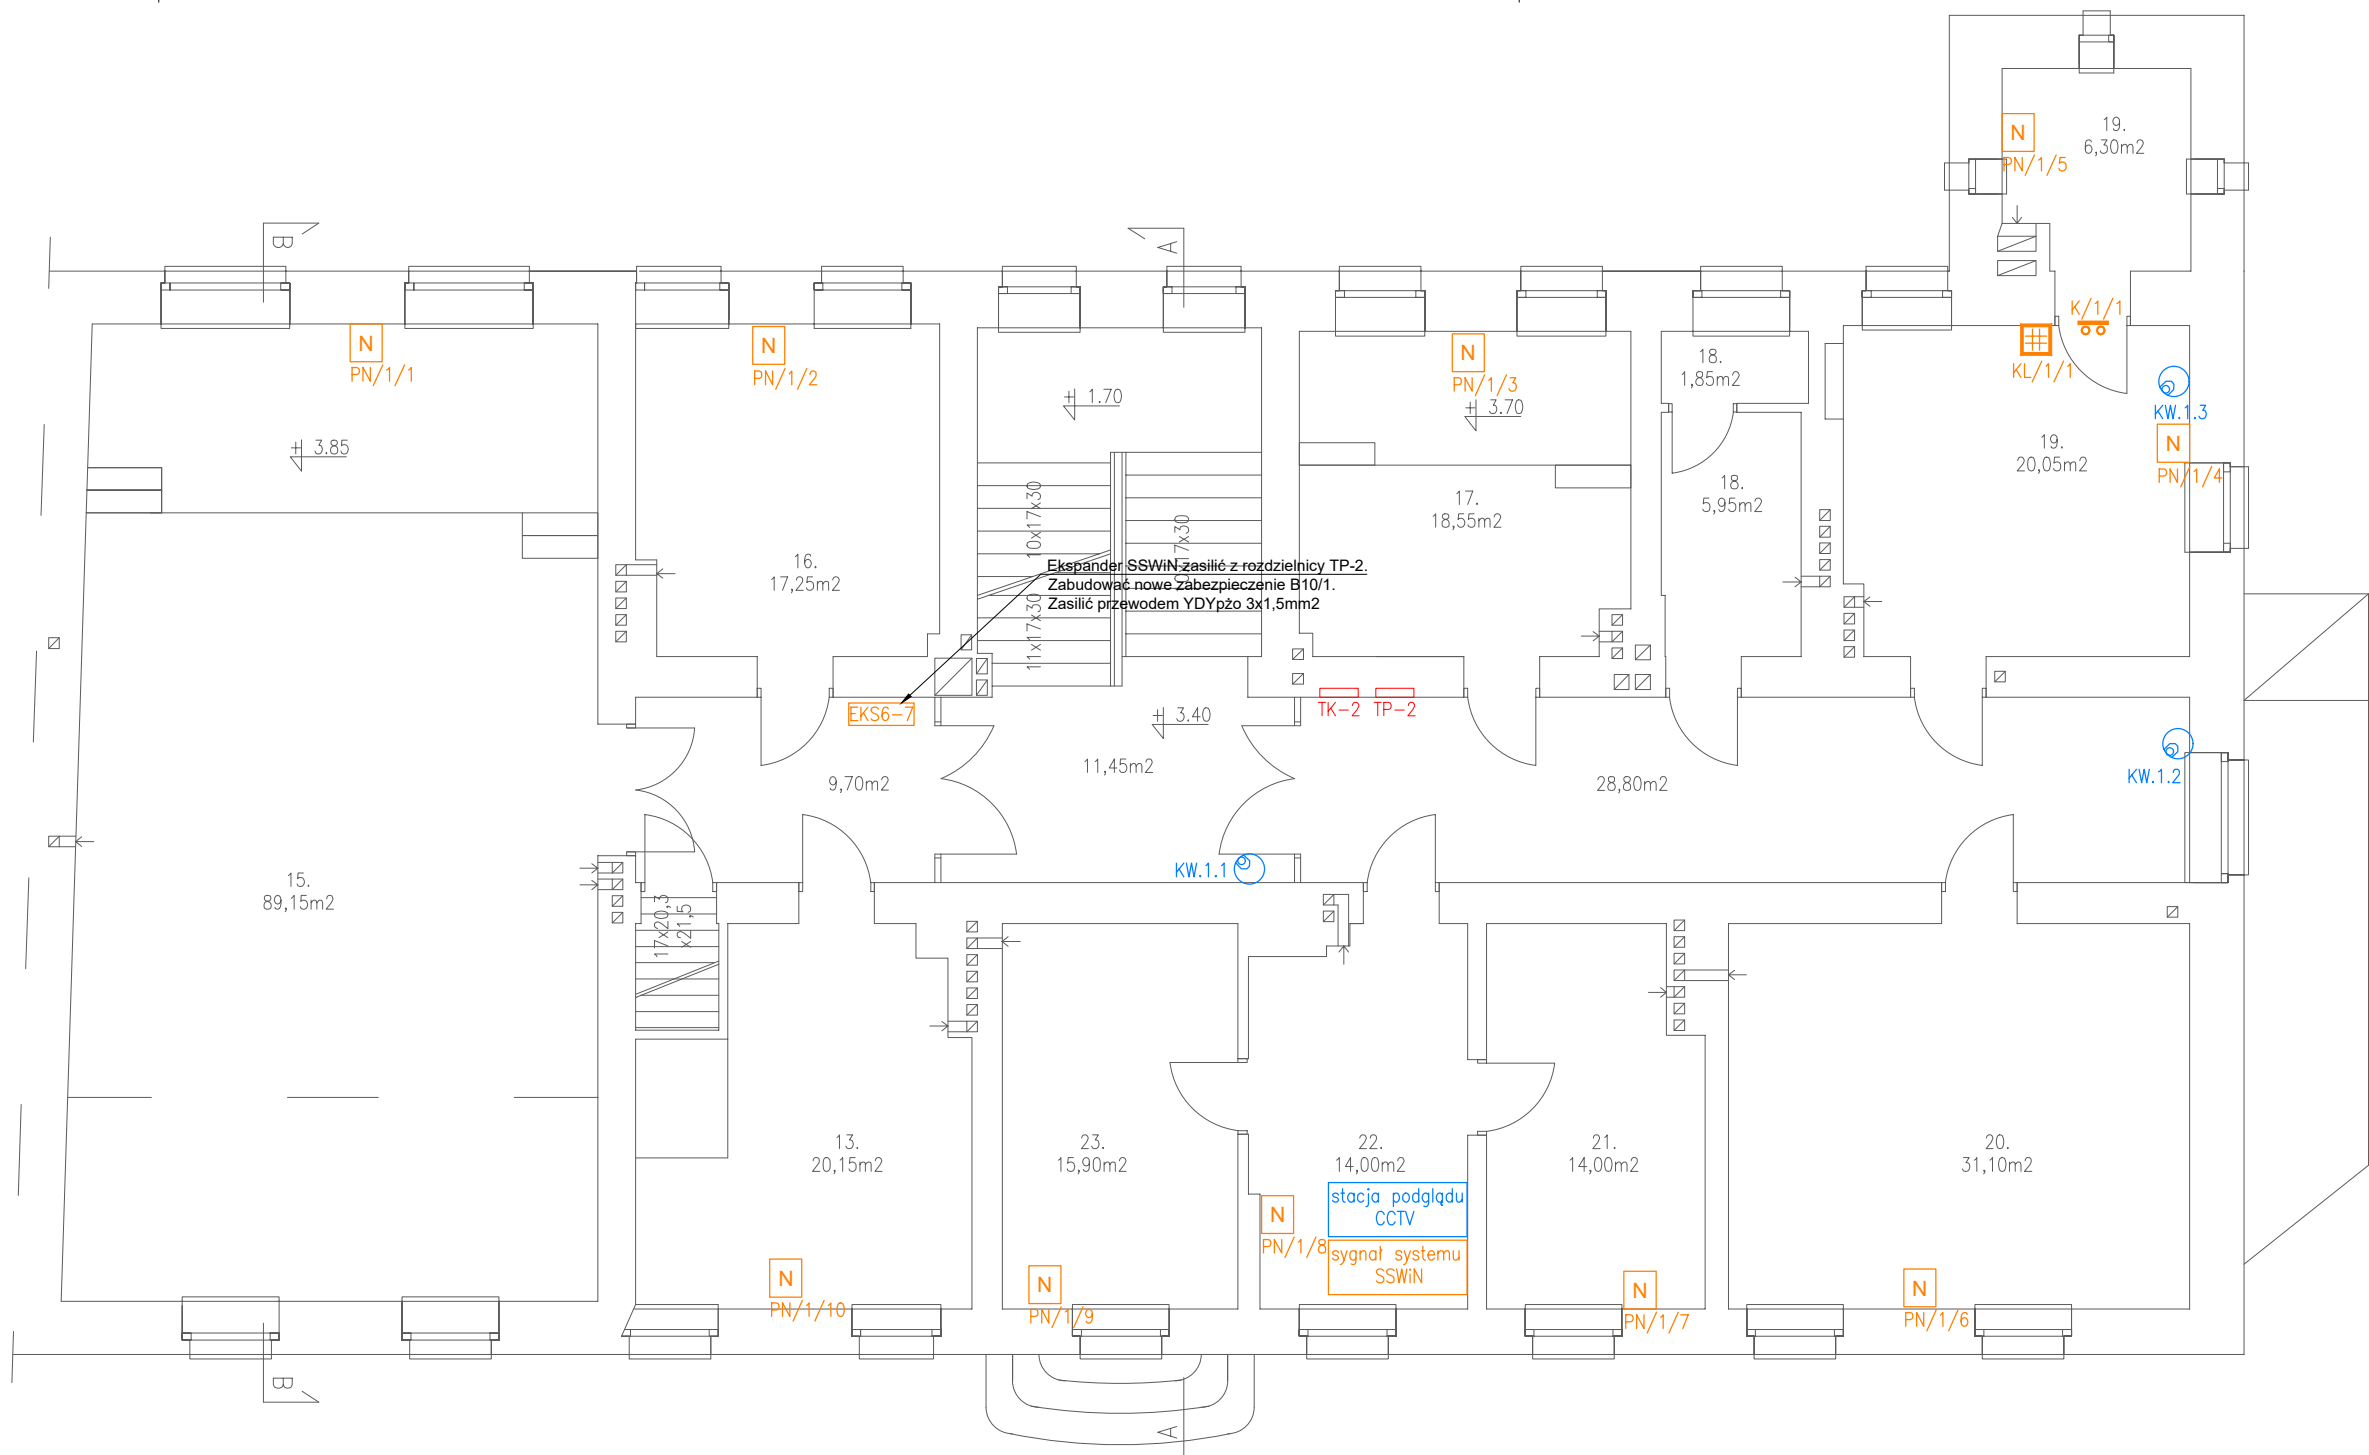 19.
6,30m2
N
PN/1/5
B
A
K/1/1
KL/1/1
KW.1.3
N
PN/1/1
N
PN/1/2
N
PN/1/3
18.
1,85m2
+ 1.70
+ 3.70
+ 3.85
19.
20,05m2
N
PN/1/4
17.
18,55m2
18.
5,95m2
16.
17,25m2
10x17x30
11x17x30
Ekspander SSWiN zasilić z rozdzielnicy TP-2.
Zabudować nowe zabezpieczenie B10/1.
Zasilić przewodem YDYpżo 3x1,5mm2
EKS6-7
TK-2
TP-2
+ 3.40
11,45m2
9,70m2
28,80m2
KW.1.2
KW.1.1
15.
89,15m2
17x20,3
x21,5
13.
20,15m2
23.
15,90m2
22.
14,00m2
21.
14,00m2
20.
31,10m2
stacja podglądu
CCTV
sygnał systemu
SSWiN
N
PN/1/8
N
PN/1/10
N
PN/1/9
N
PN/1/7
N
PN/1/6
B
A